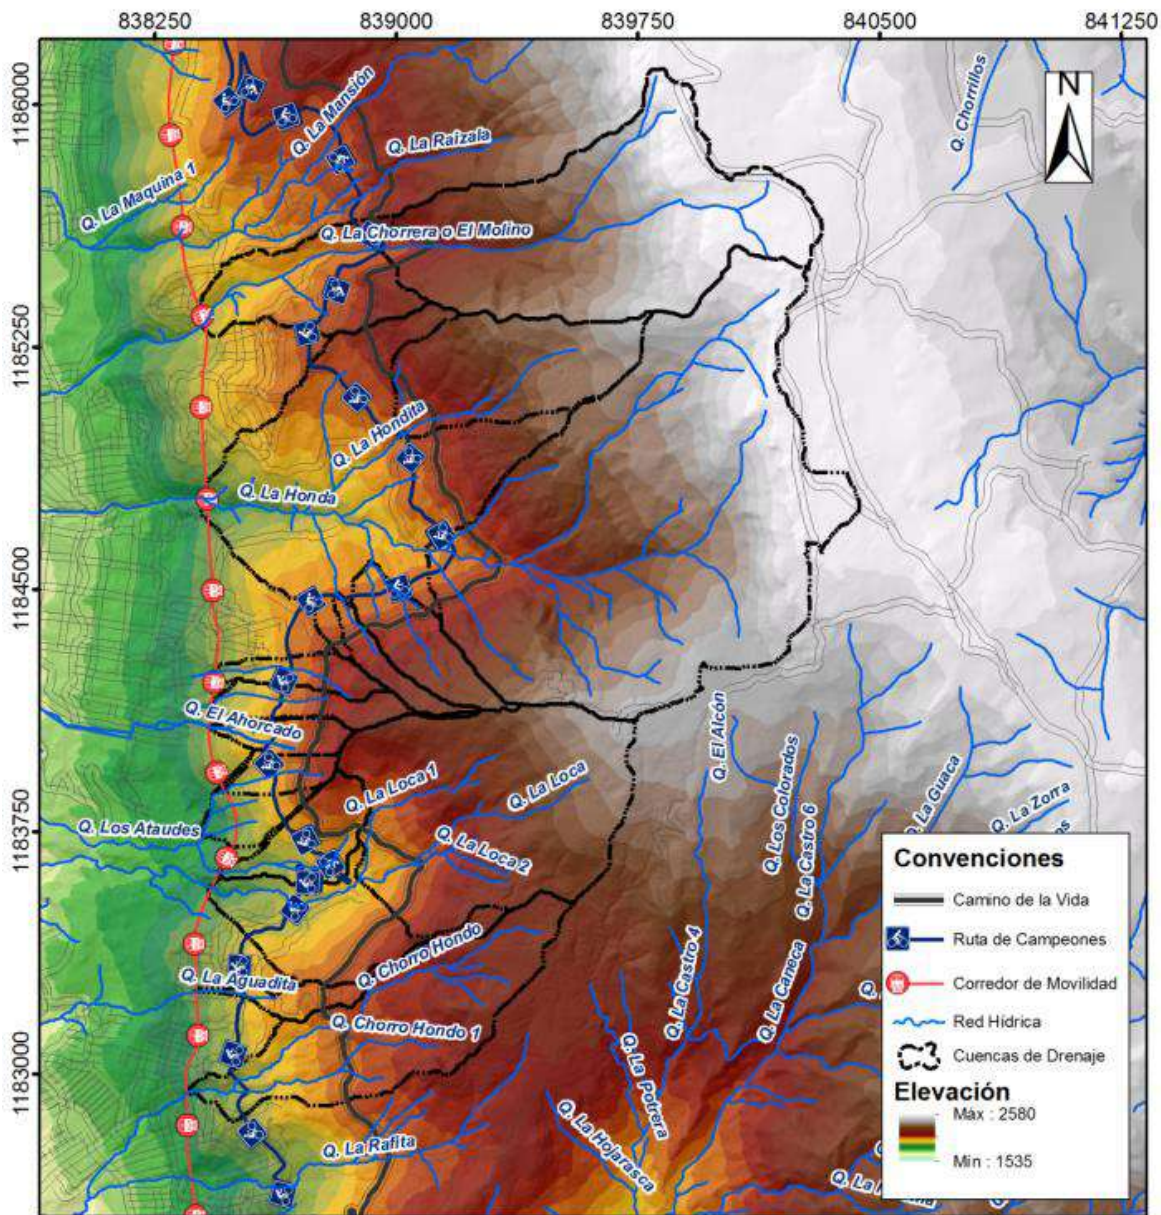 838250
839000
839750
840500
841250
1186000
1185250
1184500
1183750
1183000
N
Q. Chorrillos
Q. La Mansión
Q. La Raizala
Q. La Maquina 1
Q. La Chorrera o El Molino
Q. La Hondita
Q. La Honda
Q. El Ahorcado
Q. El Alcón
Q. Los Colorados
Q. La Castro 6
Q. La Guaca
Q. La Zorra
Q. La Loca 1
Q. La Loca
Q. La Loca 2
Q. Los Ataudes
Q. Chorro Hondo
Q. La Aguadita
Q. Chorro Hondo 1
Q. La Castro 4
Q. La Caneca
Q. La Potrera
Q. La Hojarasca
Q. La Rafita
Q. La
Convenciones
Camino de la Vida
Ruta de Campeones
Corredor de Movilidad
Red Hídrica
Cuencas de Drenaje
Elevación
Máx : 2580
Min : 1535